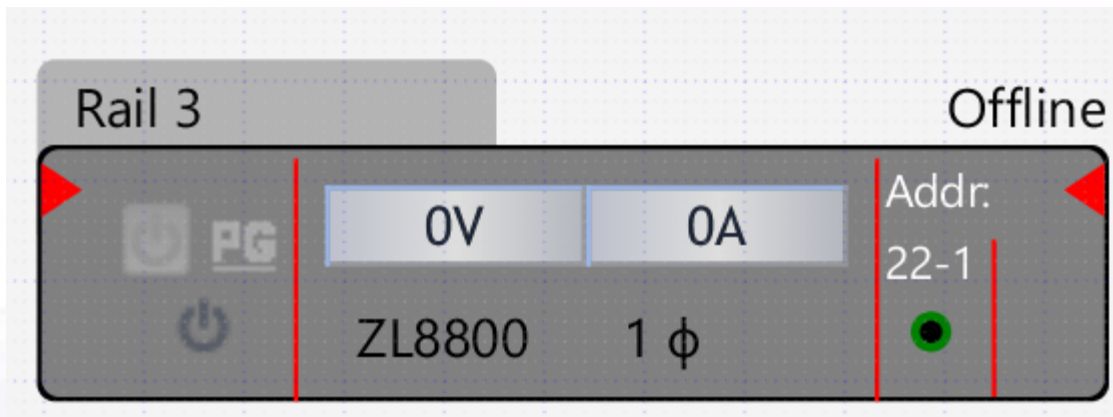 Rail 3
Offline
Addr:
PG
0V 0A
22-1
ZL8800 1 ϕ